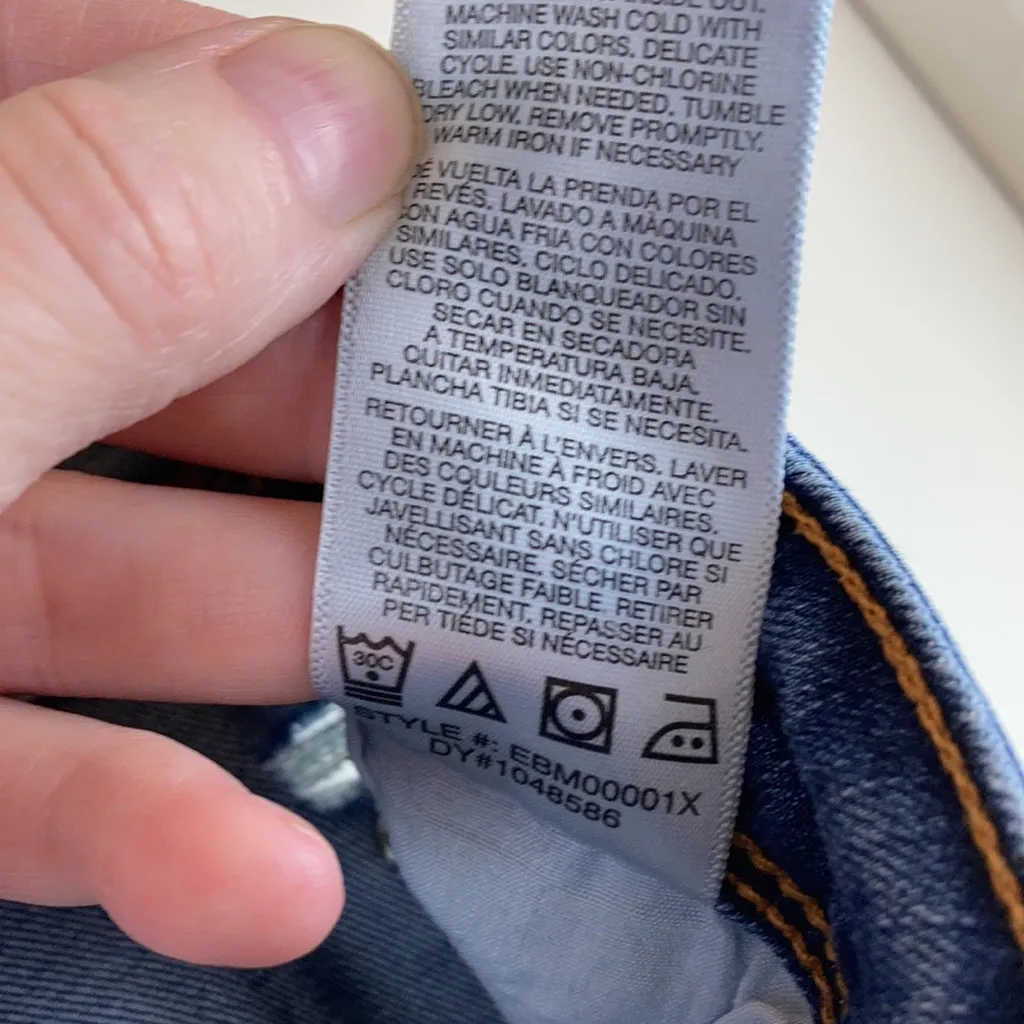 INSIDE OUT.
MACHINE WASH COLD WITH
SIMILAR COLORS. DELICATE
CYCLE. USE NON-CHLORINE
BLEACH WHEN NEEDED. TUMBLE
DRY LOW. REMOVE PROMPTLY.
WARM IRON IF NECESSARY
DÉ VUELTA LA PRENDA POR EL
REVÉS. LAVADO A MÀQUINA
CON AGUA FRIA CON COLORES
SIMILARES. CICLO DELICADO.
USE SOLO BLANQUEADOR SIN
CLORO CUANDO SE NECESITE.
SECAR EN SECADORA
A TEMPERATURA BAJA.
QUITAR INMEDIATAMENTE.
PLANCHA TIBIA SI SE NECESITA.
RETOURNER À L'ENVERS. LAVER
EN MACHINE À FROID AVEC
DES COULEURS SIMILAIRES.
CYCLE DÉLICAT. N'UTILISER QUE
JAVELLISANT SANS CHLORE SI
NÉCESSAIRE. SÉCHER PAR
CULBUTAGE FAIBLE. RETIRER
RAPIDEMENT. REPASSER AU
PER TIÉDE SI NÉCESSAIRE
30C
STYLE #: EBM00001X
DY#1048586